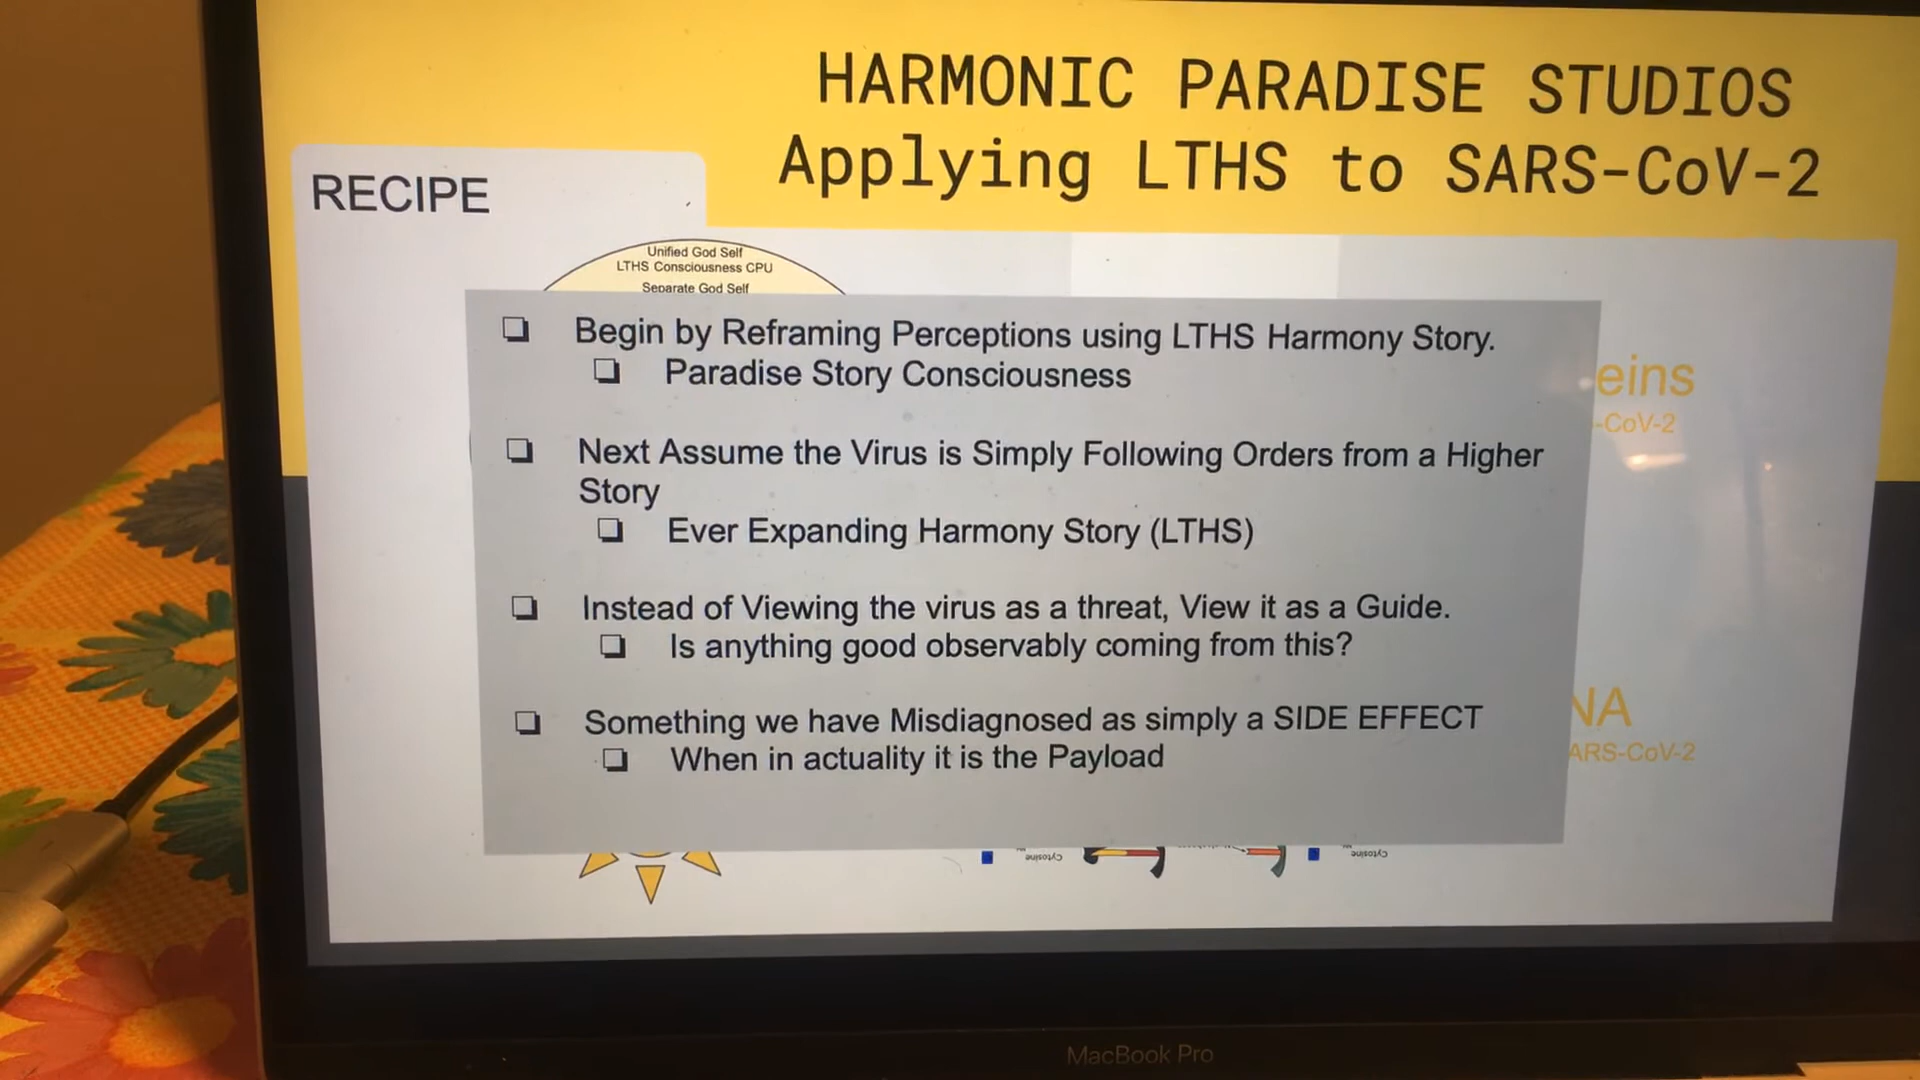 HARMONIC PARADISE STUDIOS
Applying LTHS to SARS-CoV-2
RECIPE
Unified God Self
LTHS Consciousness CPU
Separate God Self
Begin by Reframing Perceptions using LTHS Harmony Story.
Paradise Story Consciousness
Next Assume the Virus is Simply Following Orders from a Higher
Story
Ever Expanding Harmony Story (LTHS)
Instead of Viewing the virus as a threat, View it as a Guide.
Is anything good observably coming from this?
Something we have Misdiagnosed as simply a SIDE EFFECT
When in actuality it is the Payload
eins
-CoV-2
NA
ARS-CoV-2
Cytosine
Cytosine
MacBook Pro